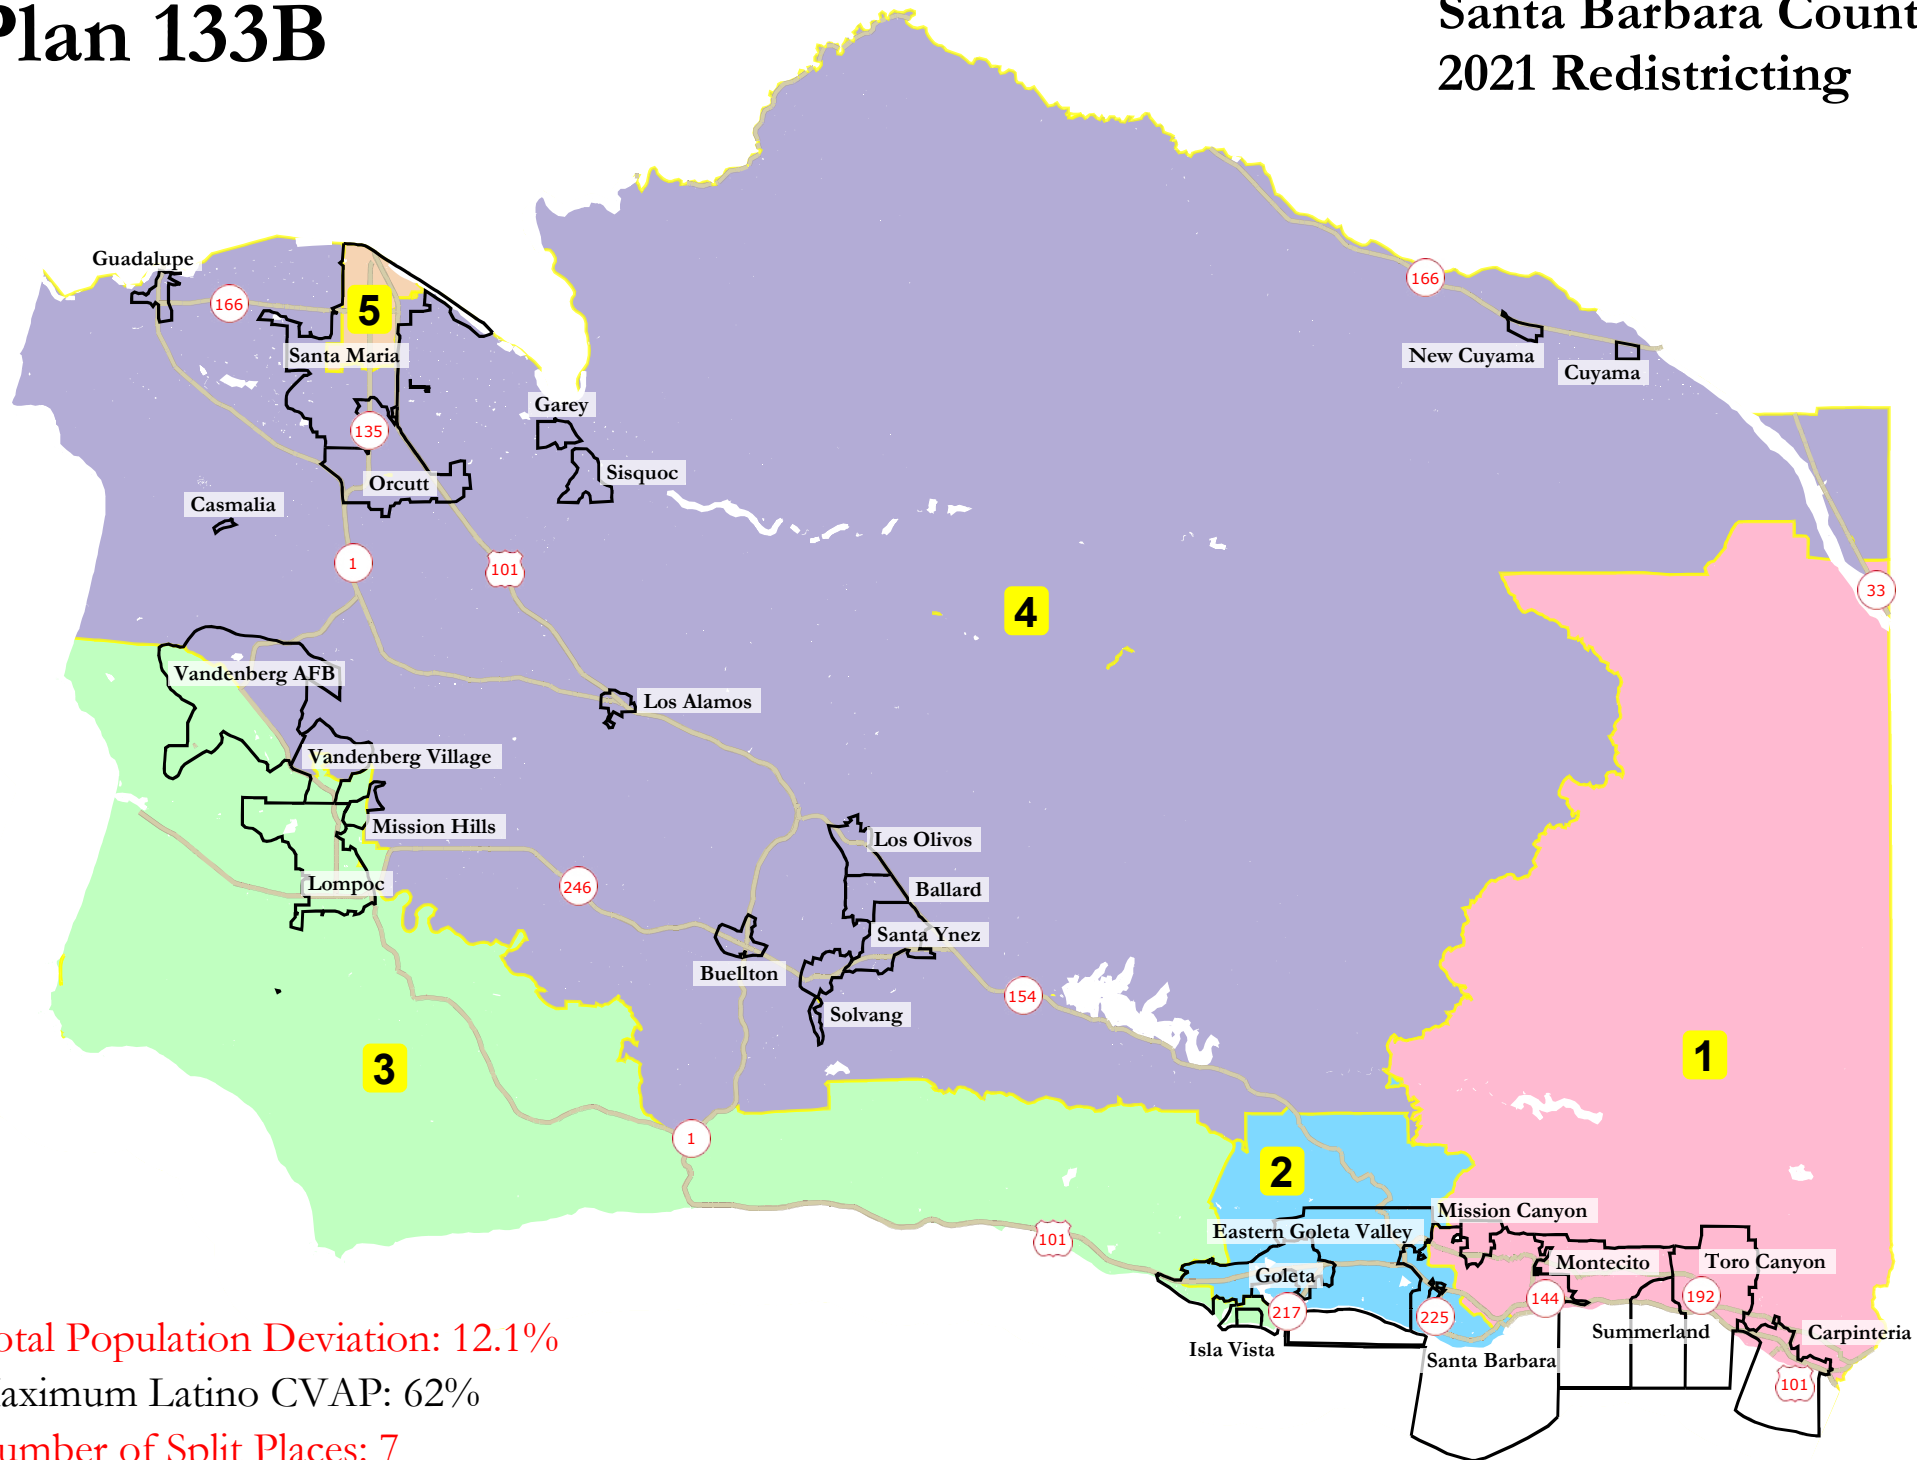 Plan 133B
Santa Barbara Count
2021 Redistricting
Guadalupe
166
5
Santa Maria
135
Orcutt
Garey
Sisquoc
Casmalia
1
101
166
New Cuyama
Cuyama
33
4
Vandenberg AFB
Vandenberg Village
Mission Hills
Lompoc
Los Alamos
246
Los Olivos
Ballard
Santa Ynez
Buellton
Solvang
154
3
1
1
2
101
Mission Canyon
Eastern Goleta Valley
Goleta
Montecito
Toro Canyon
217
225
144
192
Isla Vista
Santa Barbara
Summerland
Carpinteria
101
otal Population Deviation: 12.1%
aximum Latino CVAP: 62%
umber of Split Places: 7